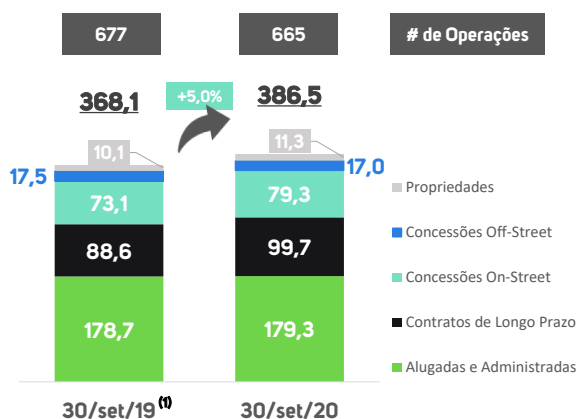 677
665
# de Operações
368,1
+5,0%
386,5
10,1
11,3
17,5
17,0
73,1
79,3
88,6
99,7
178,7
179,3
Propriedades
Concessões Off-Street
Concessões On-Street
Contratos de Longo Prazo
Alugadas e Administradas
30/set/19 (1)
30/set/20